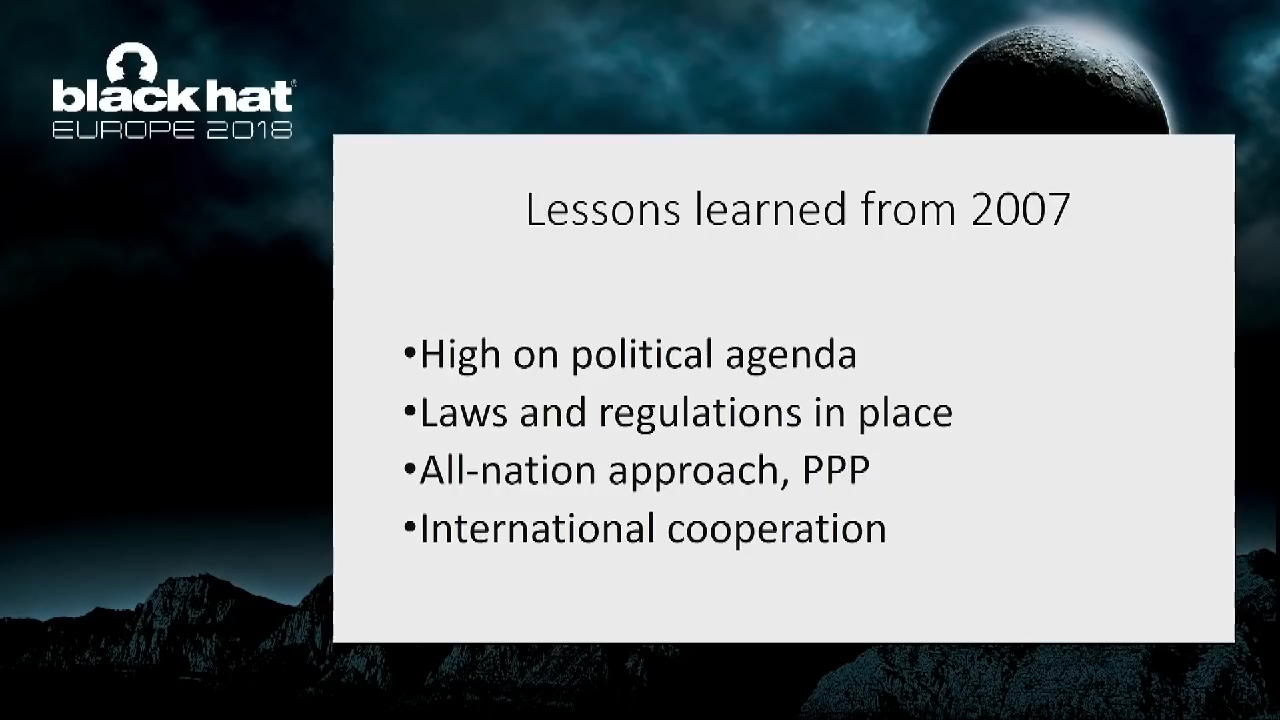 black hat
EUROPE 2018
Lessons learned from 2007
•High on political agenda
•Laws and regulations in place
•All-nation approach, PPP
•International cooperation